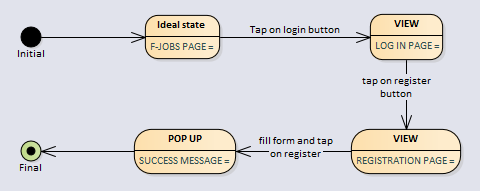 Ideal state
F-JOBS PAGE =
Tap on login button
VIEW
LOG IN PAGE =
Initial
tap on register
button
POP UP
SUCCESS MESSAGE =
fill form and tap
on register
VIEW
REGISTRATION PAGE =
Final